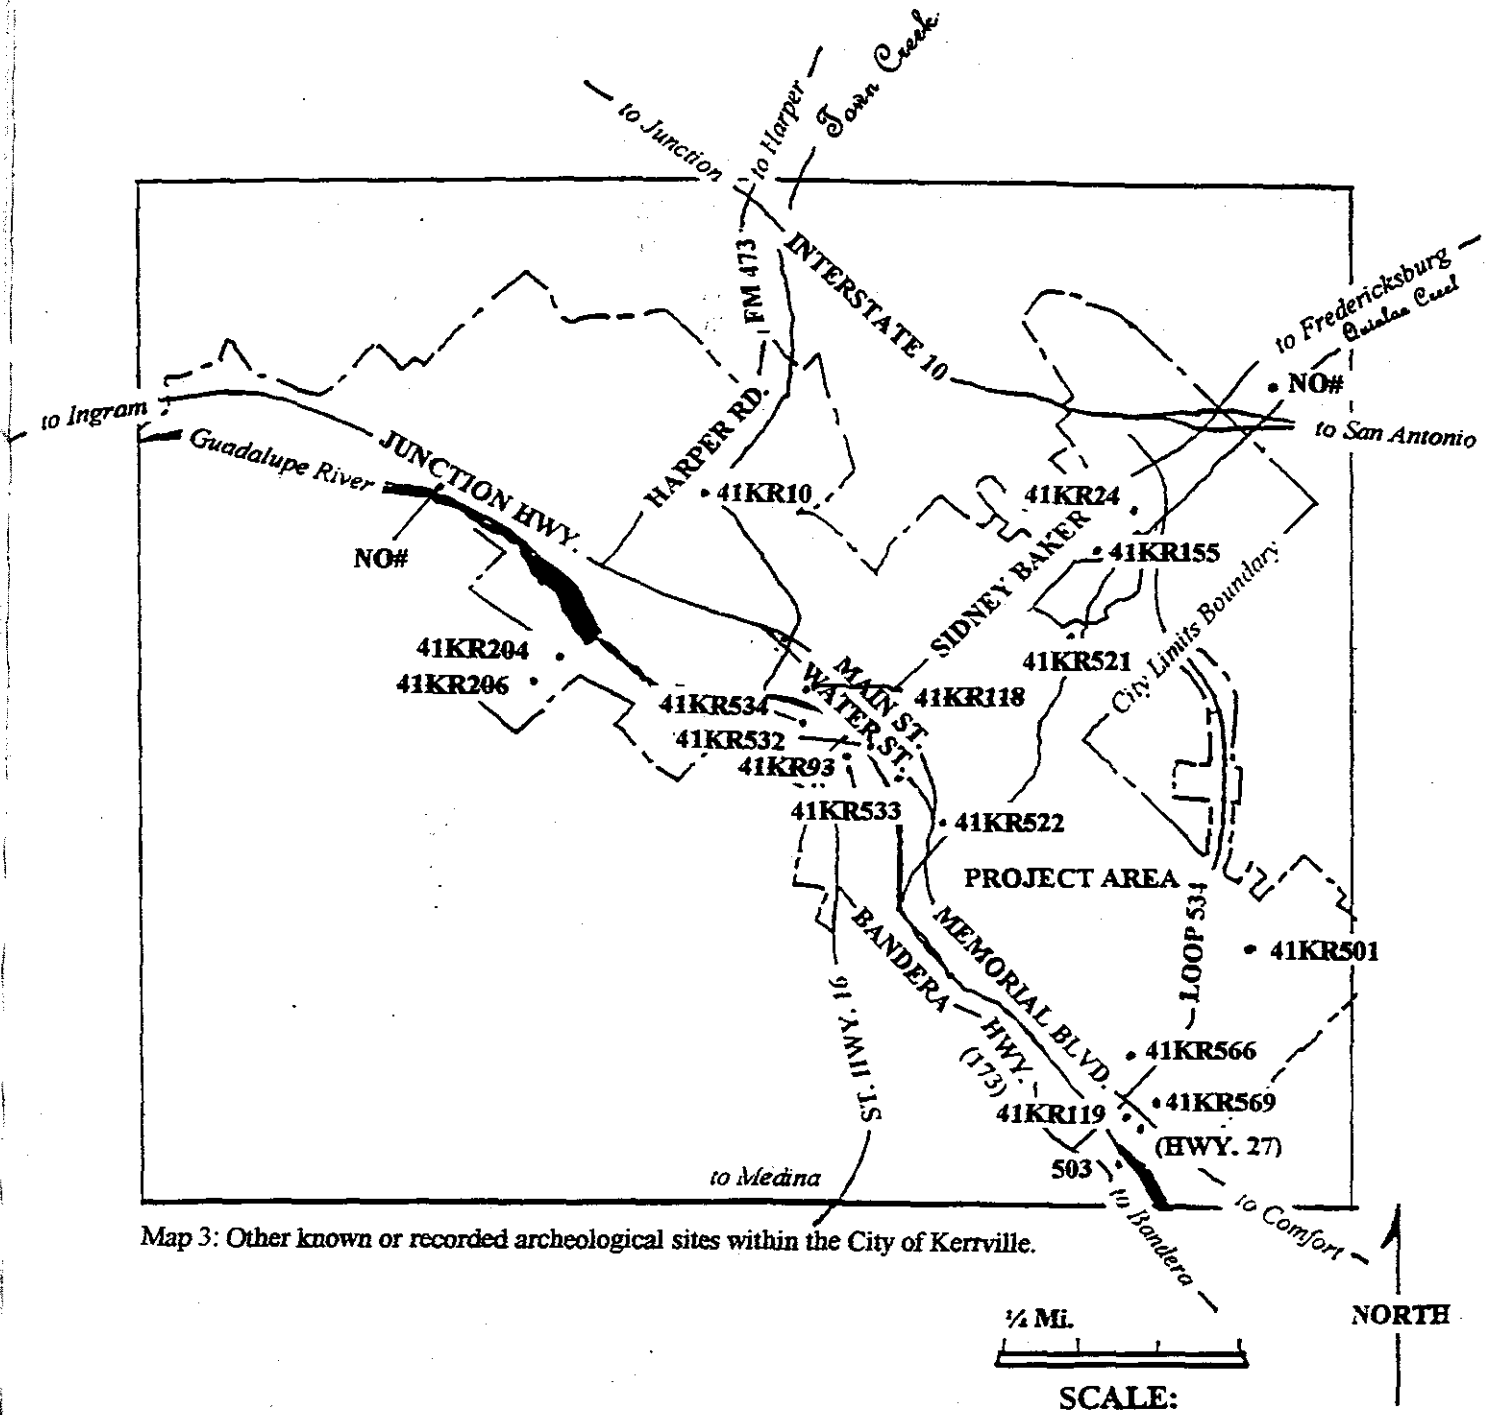 Town Creek
to Harper
to Junction
INTERSTATE 10
FM 473
to Fredericksburg
Quinlan Creek
NO#
to San Antonio
to Ingram
Guadalupe River
JUNCTION HWY.
HARPER RD.
41KR10
41KR24
NO#
41KR155
SIDNEY BAKER
City Limits Boundary
41KR204
41KR206
41KR521
MAIN ST.
WATER ST.
41KR118
41KR534
41KR532
41KR93
41KR533
41KR522
PROJECT AREA
LOOP 534
BANDERA
HWY.
(173)
MEMORIAL BLVD.
41KR501
ST. HWY. 16
41KR566
41KR569
41KR119
(HWY. 27)
503
to Medina
to Bandera
to Comfort
Map 3: Other known or recorded archeological sites within the City of Kerrville.
NORTH
SCALE: